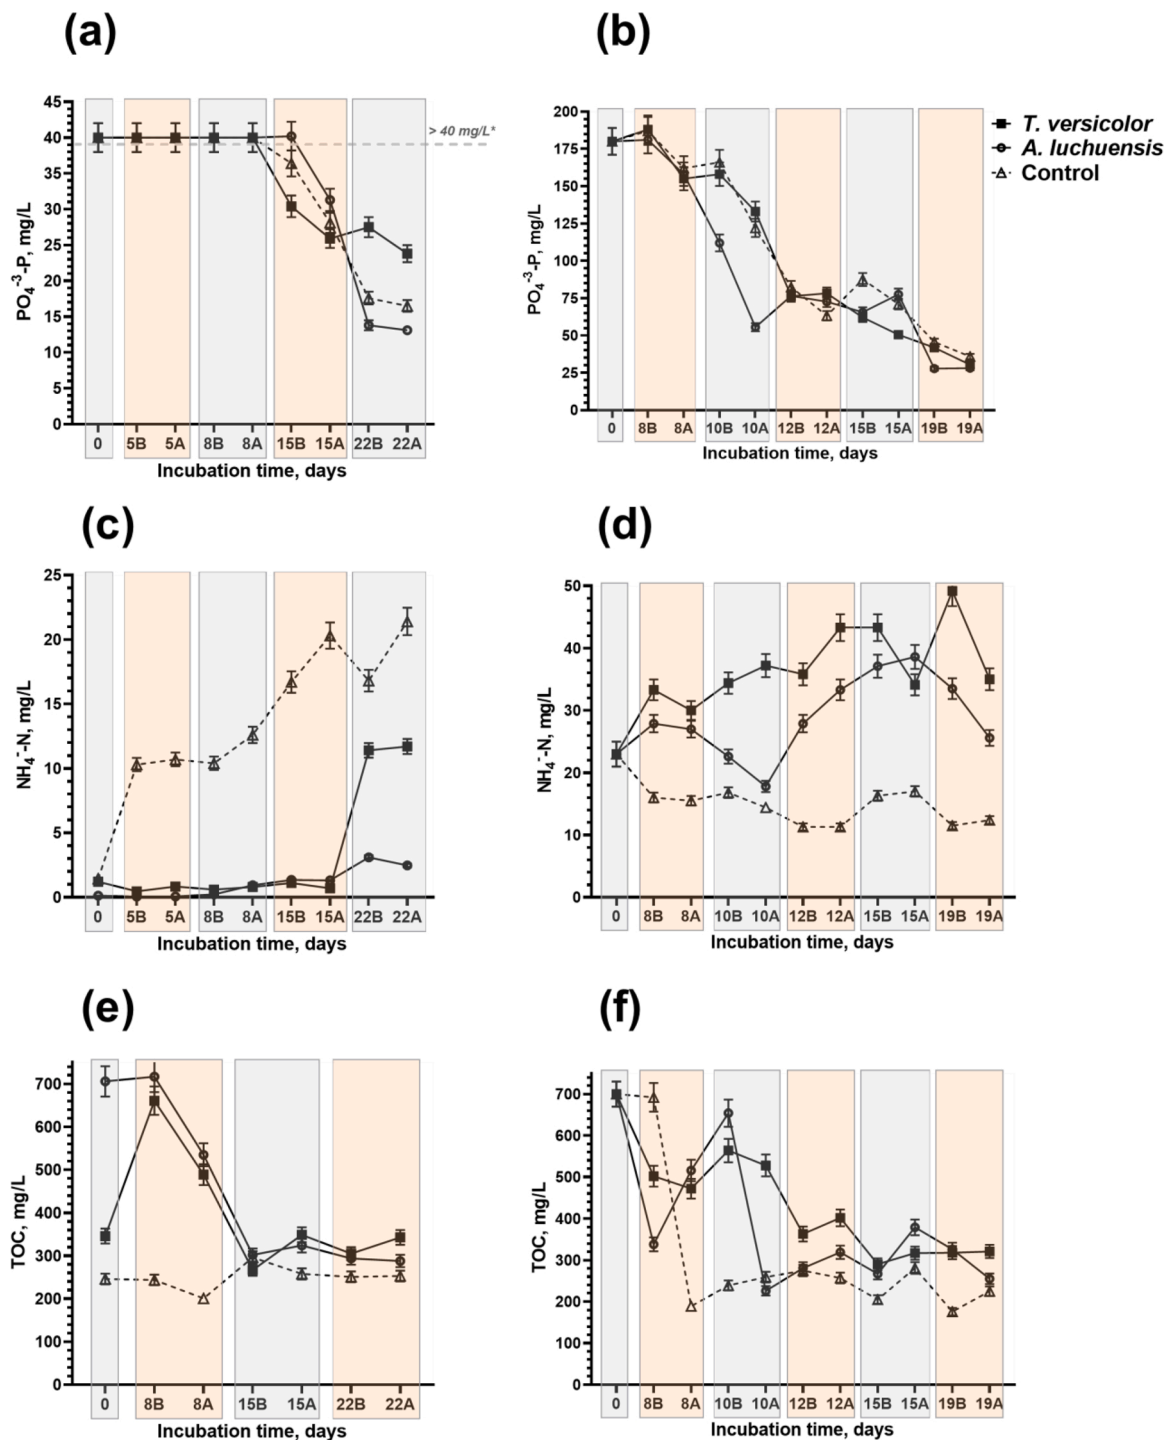 (a)
(b)
45
40
35
30
25
20
15
10
5
0
> 40 mg/L*
PO4-3-P, mg/L
0 5B 5A 8B 8A 15B 15A 22B 22A
Incubation time, days
200
175
150
125
100
75
50
25
0
PO4-3-P, mg/L
0 8B 8A 10B 10A 12B 12A 15B 15A 19B 19A
Incubation time, days
T. versicolor
A. luchuensis
Control
(c)
(d)
25
20
15
10
5
0
NH4--N, mg/L
0 5B 5A 8B 8A 15B 15A 22B 22A
Incubation time, days
50
40
30
20
10
0
NH4--N, mg/L
0 8B 8A 10B 10A 12B 12A 15B 15A 19B 19A
Incubation time, days
(e)
(f)
700
600
500
400
300
200
100
0
TOC, mg/L
0 8B 8A 15B 15A 22B 22A
Incubation time, days
700
600
500
400
300
200
100
0
TOC, mg/L
0 8B 8A 10B 10A 12B 12A 15B 15A 19B 19A
Incubation time, days